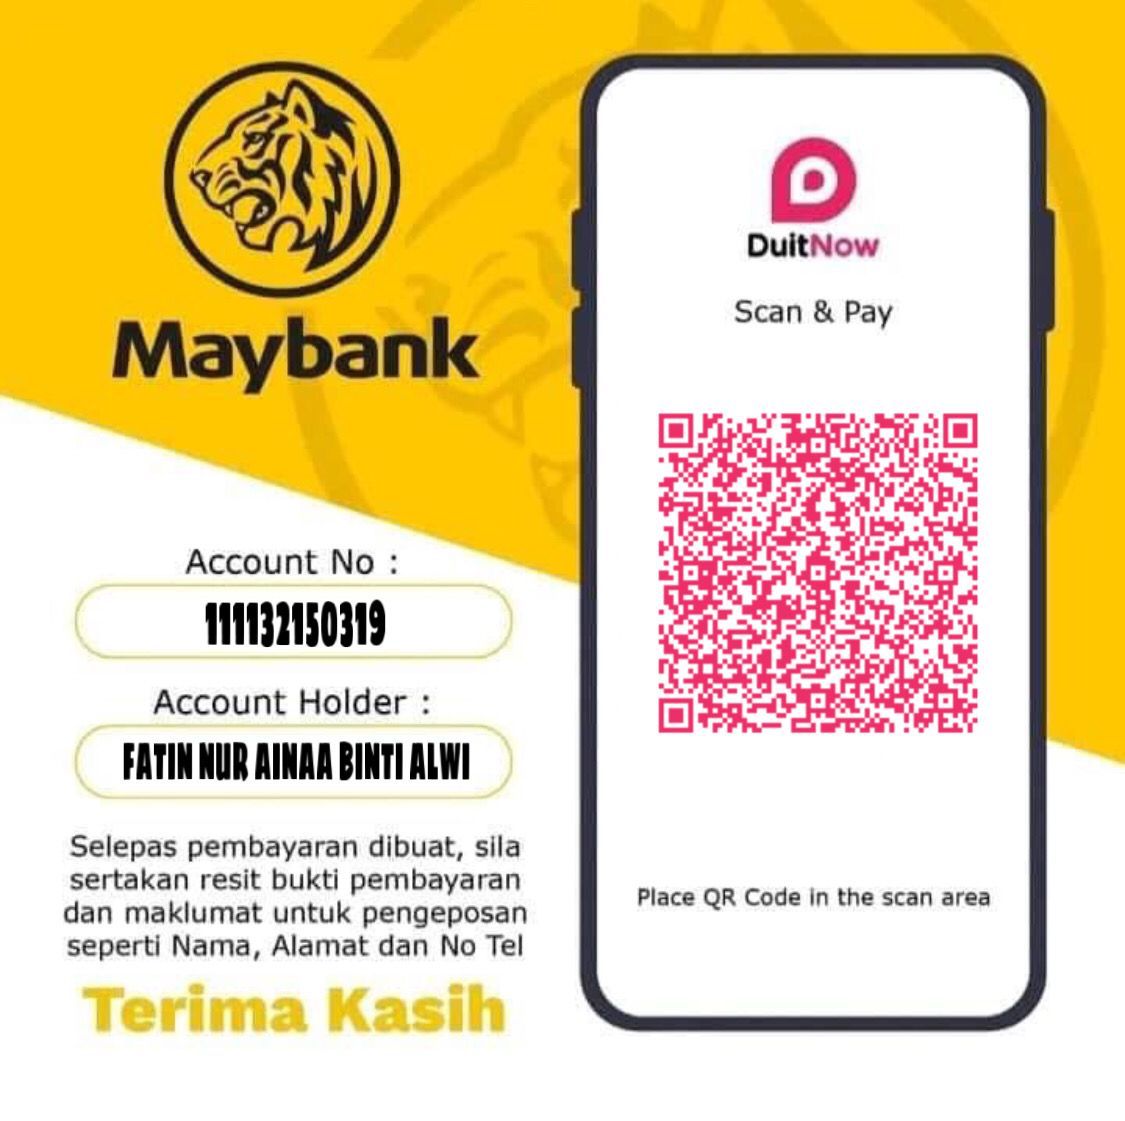 Maybank
Account No :
111132150319
Account Holder :
FATIN NUR AINAA BINTI ALWI
Selepas pembayaran dibuat, sila
sertakan resit bukti pembayaran
dan maklumat untuk pengeposan
seperti Nama, Alamat dan No Tel
Terima Kasih
DuitNow
Scan & Pay
Place QR Code in the scan area